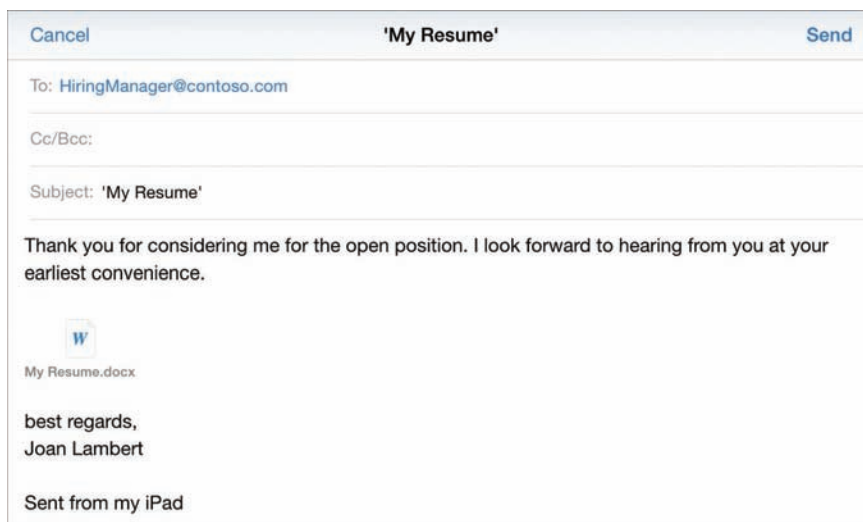 Cancel 'My Resume' Send
To: HiringManager@contoso.com
Cc/Bcc:
Subject: 'My Resume'
Thank you for considering me for the open position. I look forward to hearing from you at your
earliest convenience.
W
My Resume.docx
best regards,
Joan Lambert
Sent from my iPad